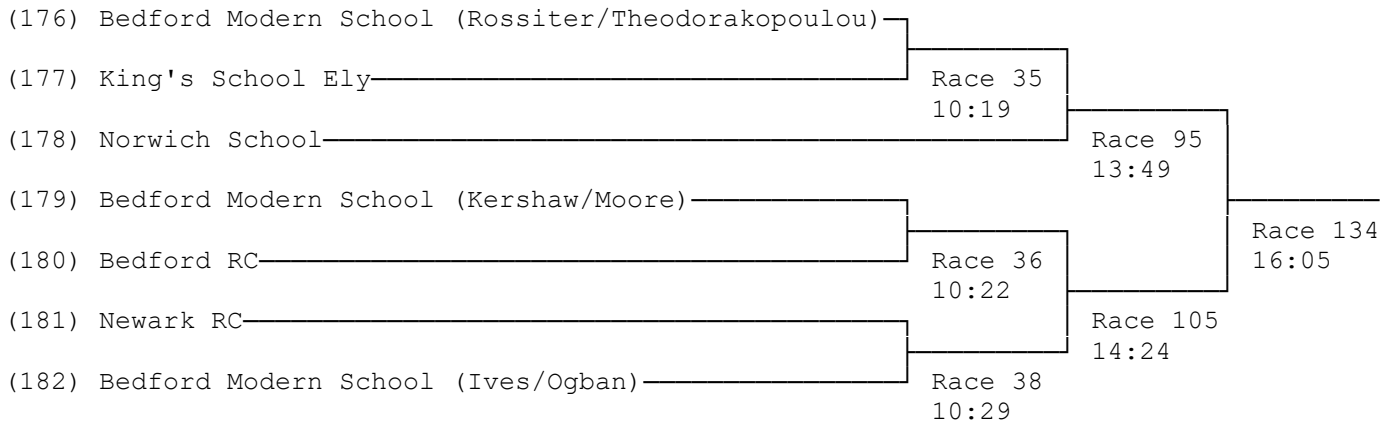 (176) Bedford Modern School (Rossiter/Theodorakopoulou)
(177) King's School Ely
Race 35
10:19
(178) Norwich School
Race 95
13:49
(179) Bedford Modern School (Kershaw/Moore)
Race 134
(180) Bedford RC
Race 36
16:05
10:22
(181) Newark RC
Race 105
14:24
(182) Bedford Modern School (Ives/Ogban)
Race 38
10:29